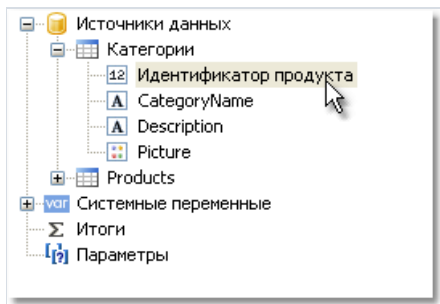 Источники данных
Категории
12 Идентификатор продукта
A CategoryName
A Description
Picture
Products
var Системные переменные
Σ Итоги
[?] Параметры